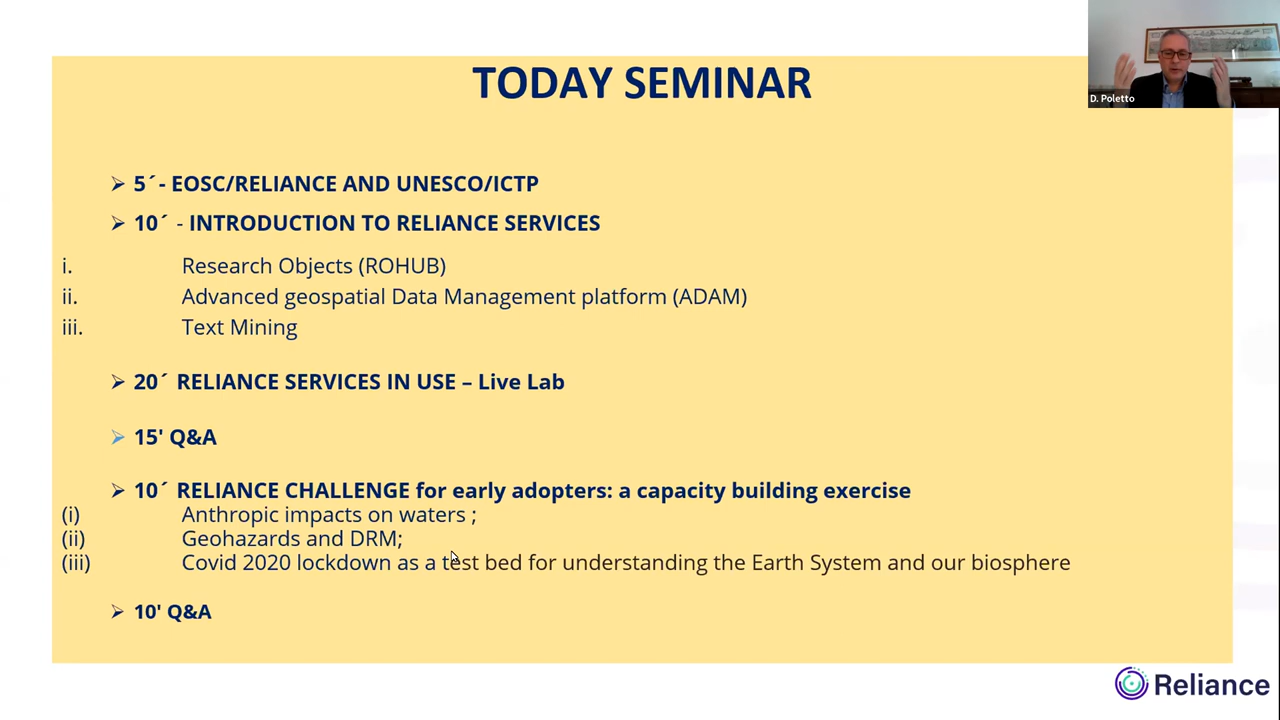 TODAY SEMINAR
D. Poletto
➢ 5´- EOSC/RELIANCE AND UNESCO/ICTP
➢ 10´ - INTRODUCTION TO RELIANCE SERVICES
i. Research Objects (ROHUB)
ii. Advanced geospatial Data Management platform (ADAM)
iii. Text Mining
➢ 20´ RELIANCE SERVICES IN USE – Live Lab
➢ 15' Q&A
➢ 10´ RELIANCE CHALLENGE for early adopters: a capacity building exercise
(i) Anthropic impacts on waters ;
(ii) Geohazards and DRM;
(iii) Covid 2020 lockdown as a test bed for understanding the Earth System and our biosphere
➢ 10' Q&A
Reliance